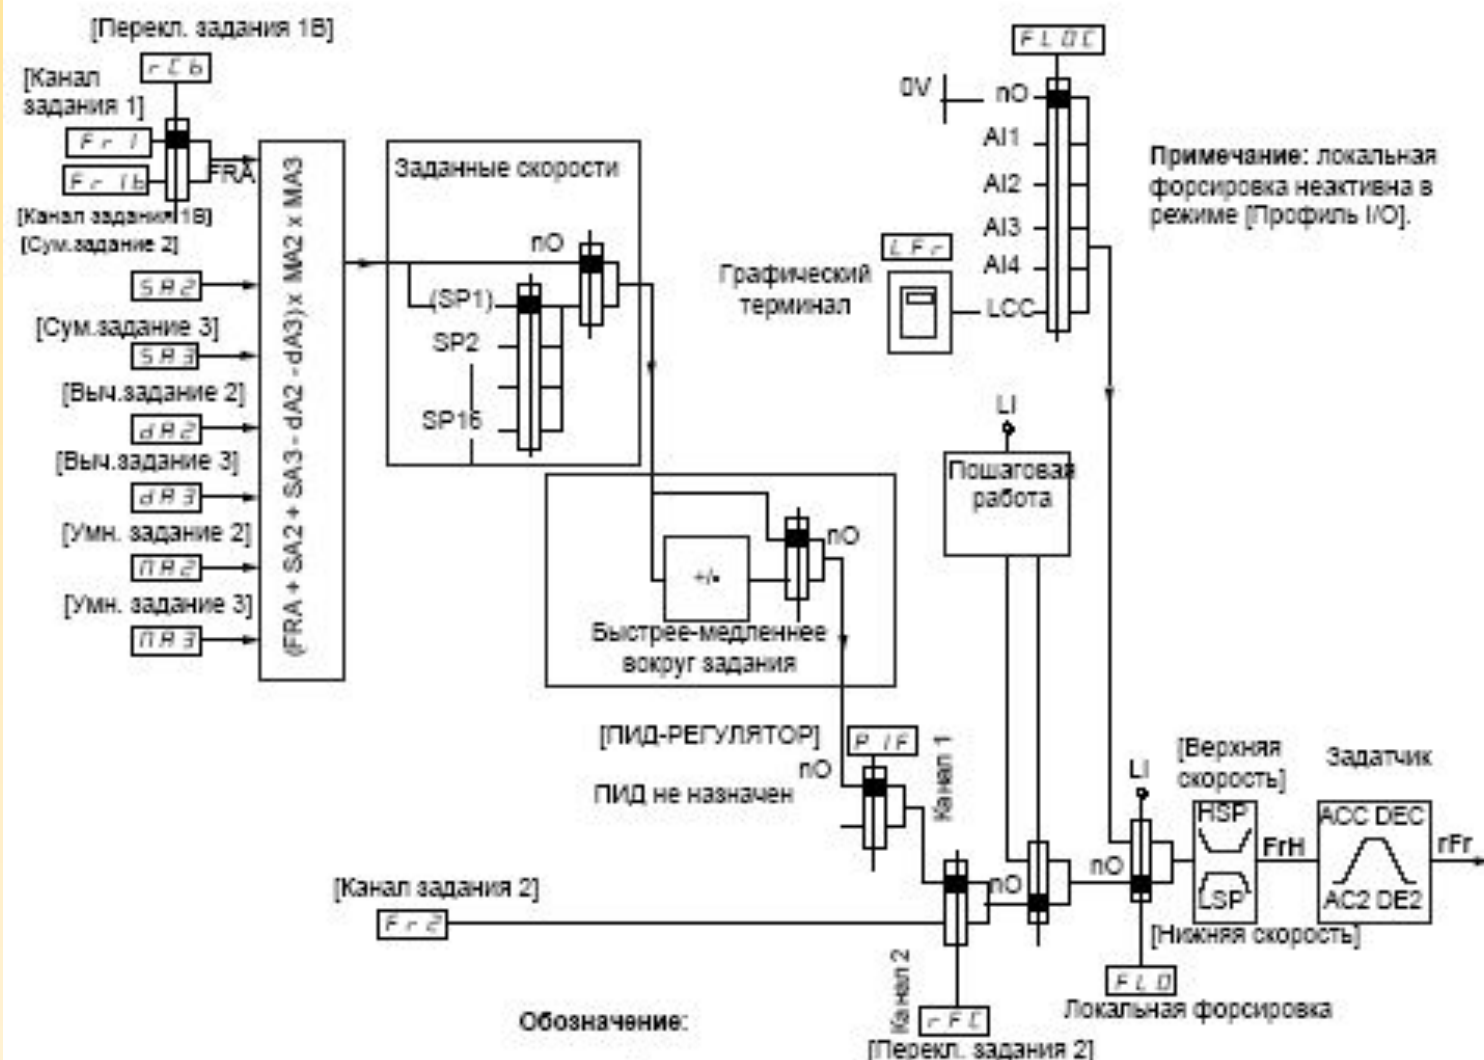 [Перекл. задания 1B]
rCb
[Канал
задания 1]
Fr1
Fr1b
FRA
[Канал задания 1B]
[Сум.задание 2]
SA2
[Сум.задание 3]
SA3
[Выч.задание 2]
dA2
[Выч.задание 3]
dA3
[Умн. задание 2]
MA2
[Умн. задание 3]
MA3
(FRA + SA2 + SA3 - dA2 - dA3) x MA2 x MA3
Заданные скорости
nO
(SP1)
SP2
SP16
nO
+/-
Быстрее-медленнее
вокруг задания
FLOC
0V
nO
AI1
AI2
AI3
AI4
LCC
LFr
Графический
терминал
Примечание: локальная
форсировка неактивна в
режиме [Профиль I/O].
LI
Пошаговая
работа
[ПИД-РЕГУЛЯТОР]
PIF
nO
ПИД не назначен
Канал 1
[Канал задания 2]
Fr2
Канал 2
rFC
[Перекл. задания 2]
nO
LI
nO
FLO
Локальная форсировка
[Верхняя
скорость]
HSP
LSP
[Нижняя скорость]
FrH
Задатчик
ACC DEC
AC2 DE2
rFr
Обозначение: